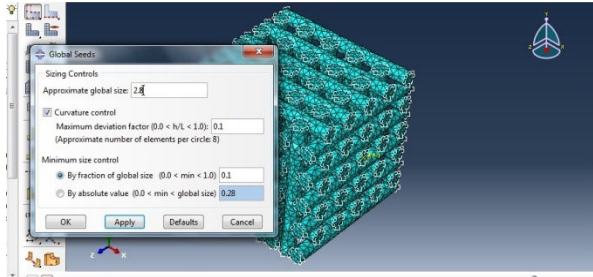 Global Seeds
Sizing Controls
Approximate global size: 2.8
Curvature control
Maximum deviation factor (0.0 < h/L < 1.0): 0.1
(Approximate number of elements per circle: 8)
Minimum size control
By fraction of global size (0.0 < min < 1.0) 0.1
By absolute value (0.0 < min < global size) 0.28
OK Apply Defaults Cancel
z x